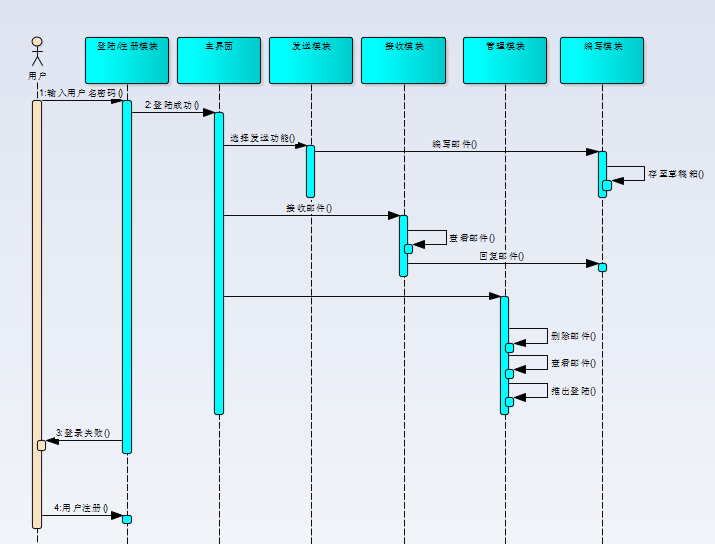 登陆/注册模块
主界面
发送模块
接收模块
管理模块
编写模块
用户
1:输入用户名密码()
2:登陆成功()
选择发送功能()
编写邮件()
存至草稿箱()
接收邮件()
查看邮件()
回复邮件()
删除邮件()
查看邮件()
推出登陆()
3:登录失败()
4:用户注册()